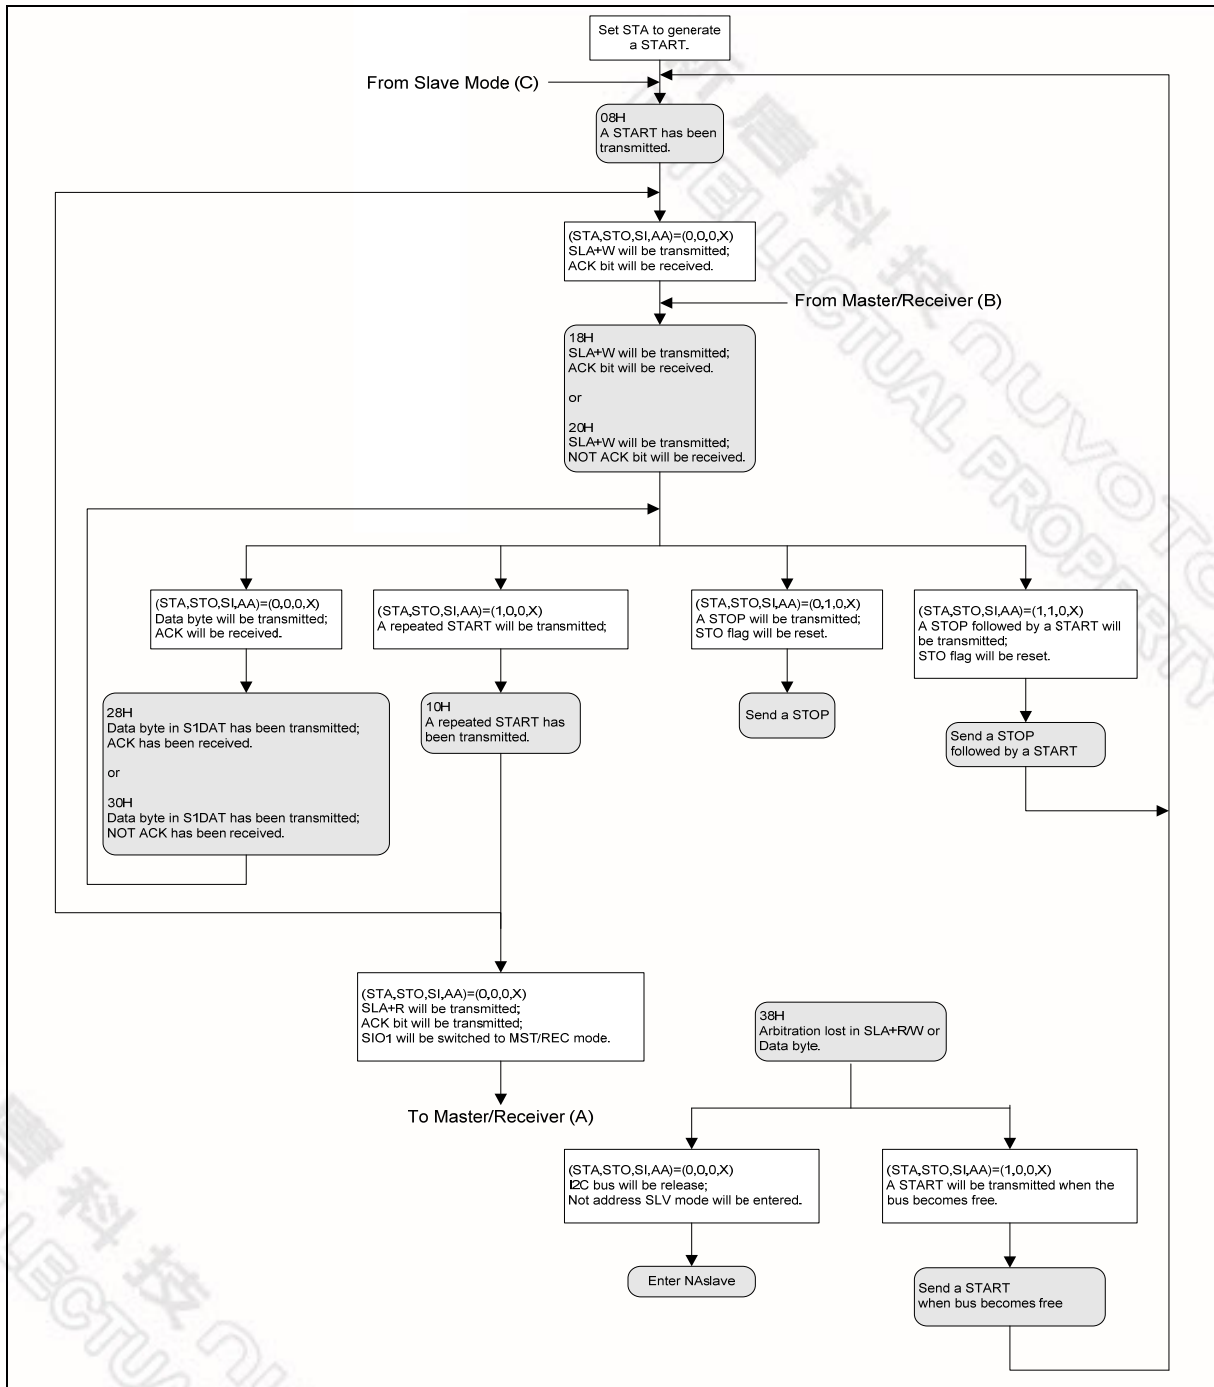 Set STA to generate
a START.
From Slave Mode (C)
08H
A START has been
transmitted.
(STA,STO,SI,AA)=(0,0,0,X)
SLA+W will be transmitted;
ACK bit will be received.
From Master/Receiver (B)
18H
SLA+W will be transmitted;
ACK bit will be received.
or
20H
SLA+W will be transmitted;
NOT ACK bit will be received.
(STA,STO,SI,AA)=(0,0,0,X)
Data byte will be transmitted;
ACK will be received.
(STA,STO,SI,AA)=(1,0,0,X)
A repeated START will be transmitted;
(STA,STO,SI,AA)=(0,1,0,X)
A STOP will be transmitted;
STO flag will be reset.
(STA,STO,SI,AA)=(1,1,0,X)
A STOP followed by a START will
be transmitted;
STO flag will be reset.
28H
Data byte in S1DAT has been transmitted;
ACK has been received.
or
30H
Data byte in S1DAT has been transmitted;
NOT ACK has been received.
10H
A repeated START has
been transmitted.
Send a STOP
Send a STOP
followed by a START
(STA,STO,SI,AA)=(0,0,0,X)
SLA+R will be transmitted;
ACK bit will be transmitted;
SIO1 will be switched to MST/REC mode.
To Master/Receiver (A)
38H
Arbitration lost in SLA+R/W or
Data byte.
(STA,STO,SI,AA)=(0,0,0,X)
I2C bus will be release;
Not address SLV mode will be entered.
(STA,STO,SI,AA)=(1,0,0,X)
A START will be transmitted when the
bus becomes free.
Enter NAslave
Send a START
when bus becomes free
新唐科技 nuvoTo
INTELLECTUAL PROPERTY
唐科技 nu
LLECTUAL